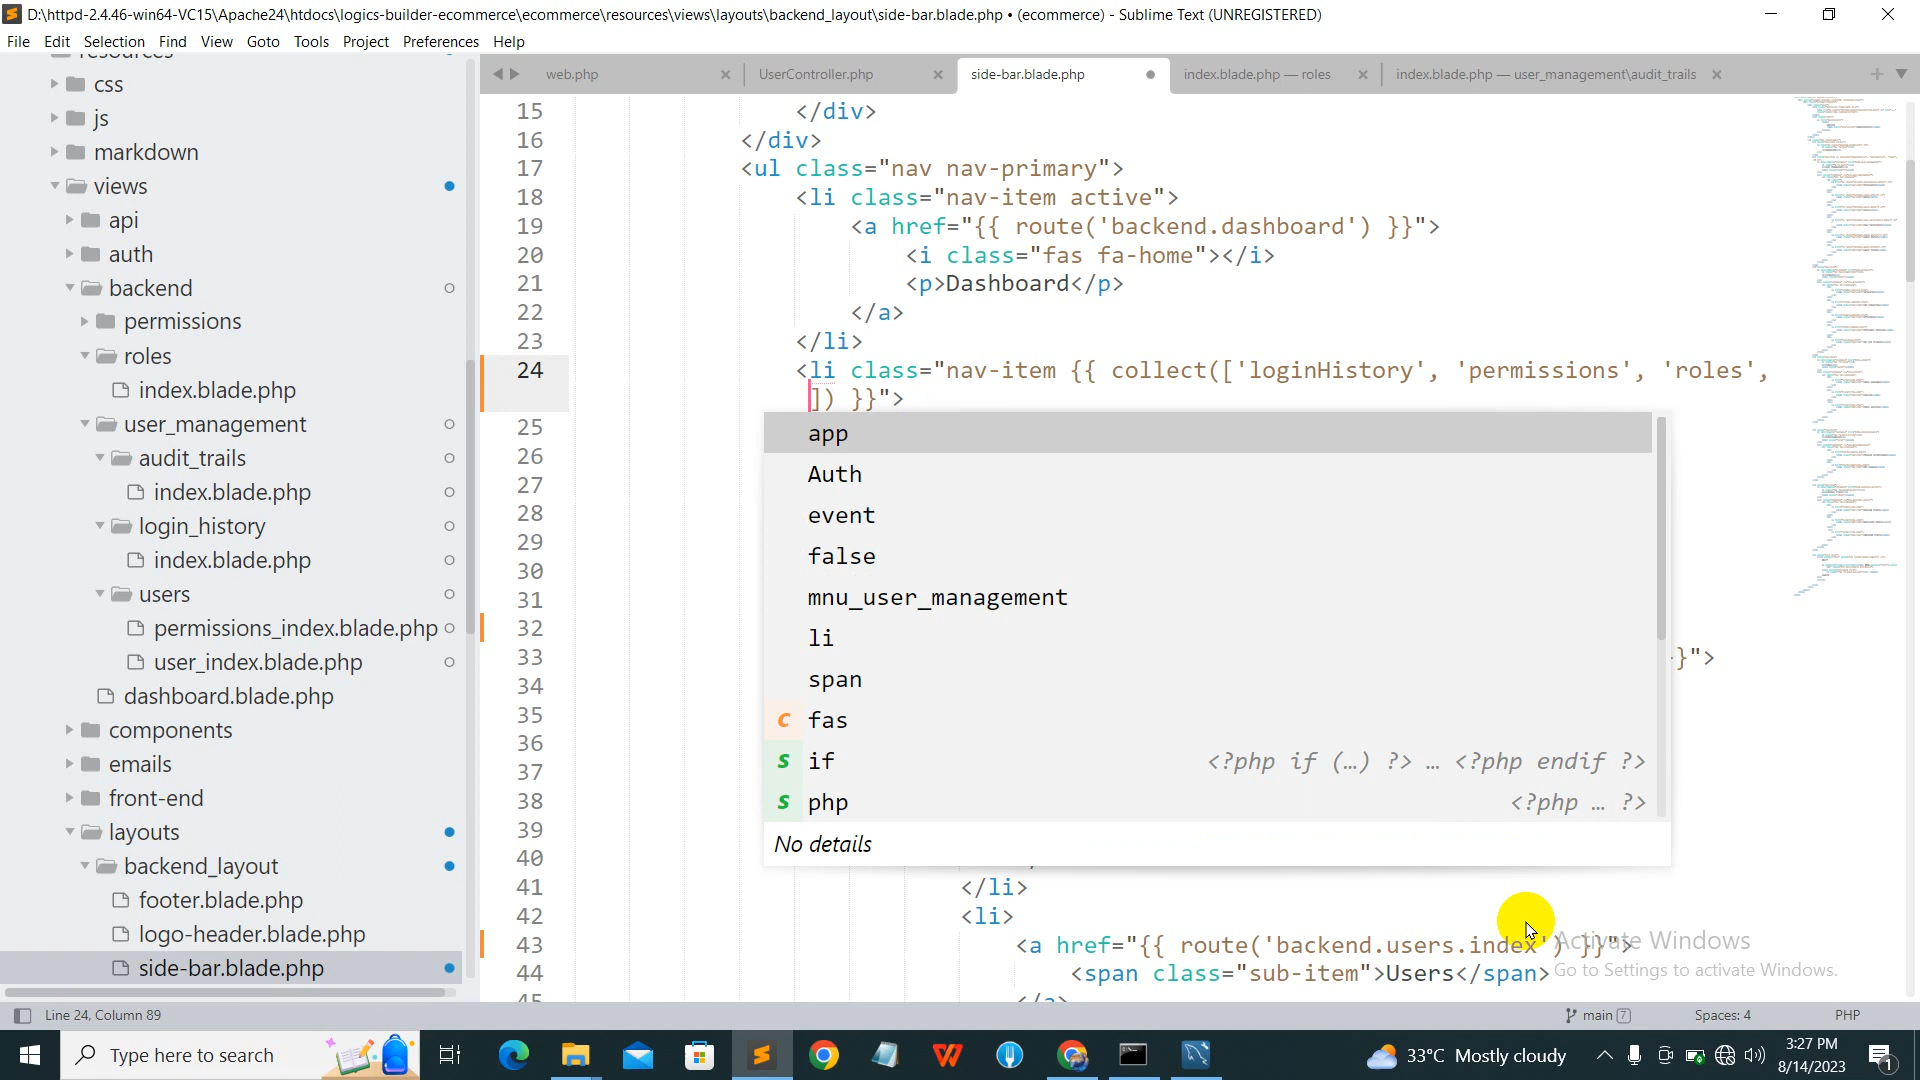 D:\httpd-2.4.46-win64-VC15\Apache24\htdocs\logics-builder-ecommerce\ecommerce\resources\views\layouts\backend_layout\side-bar.blade.php • (ecommerce) - Sublime Text (UNREGISTERED)
File Edit Selection Find View Goto Tools Project Preferences Help
resources
css
js
markdown
views
api
auth
backend
permissions
roles
index.blade.php
user_management
audit_trails
index.blade.php
login_history
index.blade.php
users
permissions_index.blade.php
user_index.blade.php
dashboard.blade.php
components
emails
front-end
layouts
backend_layout
footer.blade.php
logo-header.blade.php
side-bar.blade.php
web.php
UserController.php
side-bar.blade.php
index.blade.php — roles
index.blade.php — user_management\audit_trails
15 </div>
16 </div>
17 <ul class="nav nav-primary">
18 <li class="nav-item active">
19 <a href="{{ route('backend.dashboard') }}">
20 <i class="fas fa-home"></i>
21 <p>Dashboard</p>
22 </a>
23 </li>
24 <li class="nav-item {{ collect(['loginHistory', 'permissions', 'roles',
]) }}">
25
26
27
28
29
30
31
32
33 }">
34
35
36
37
38
39
40
41 </li>
42 <li>
43 <a href="{{ route('backend.users.index') }}">
44 <span class="sub-item">Users</span>
45 </a>
app
Auth
event
false
mnu_user_management
li
span
c fas
s if <?php if (…) ?> … <?php endif ?>
s php <?php … ?>
No details
Activate Windows
Go to Settings to activate Windows.
Line 24, Column 89
main 7
Spaces: 4
PHP
Type here to search
33°C Mostly cloudy
3:27 PM
8/14/2023
1